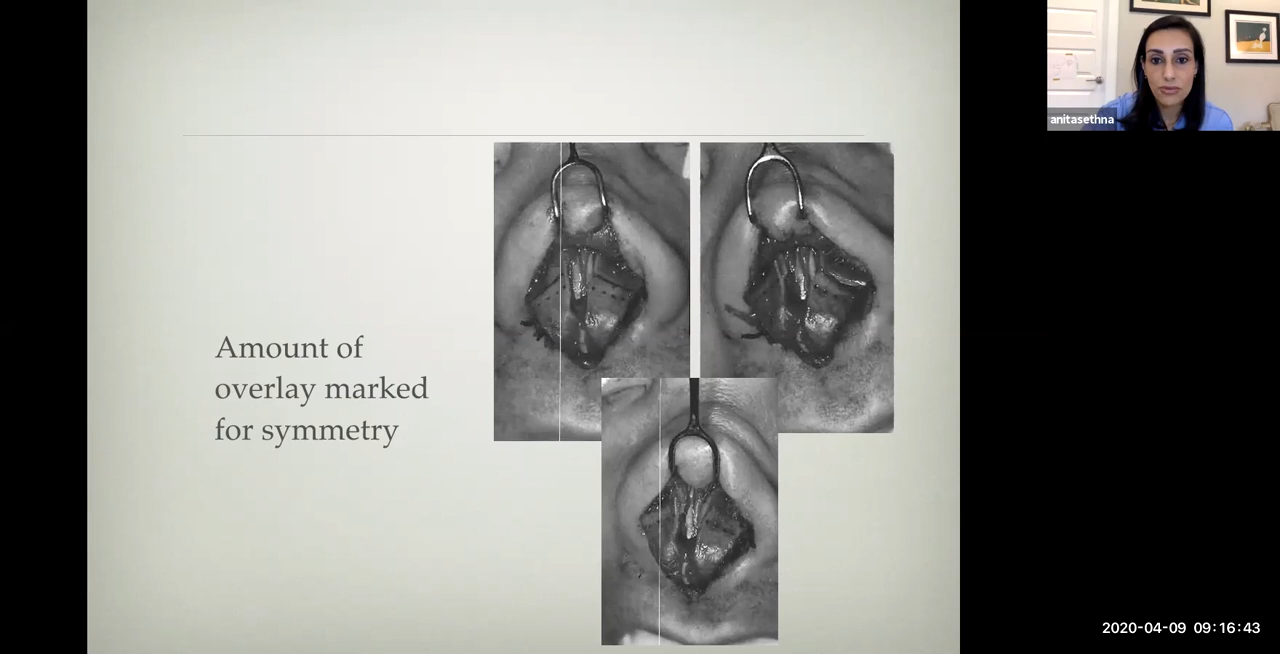 anitasethna
Amount of
overlay marked
for symmetry
2020-04-09 09:16:43